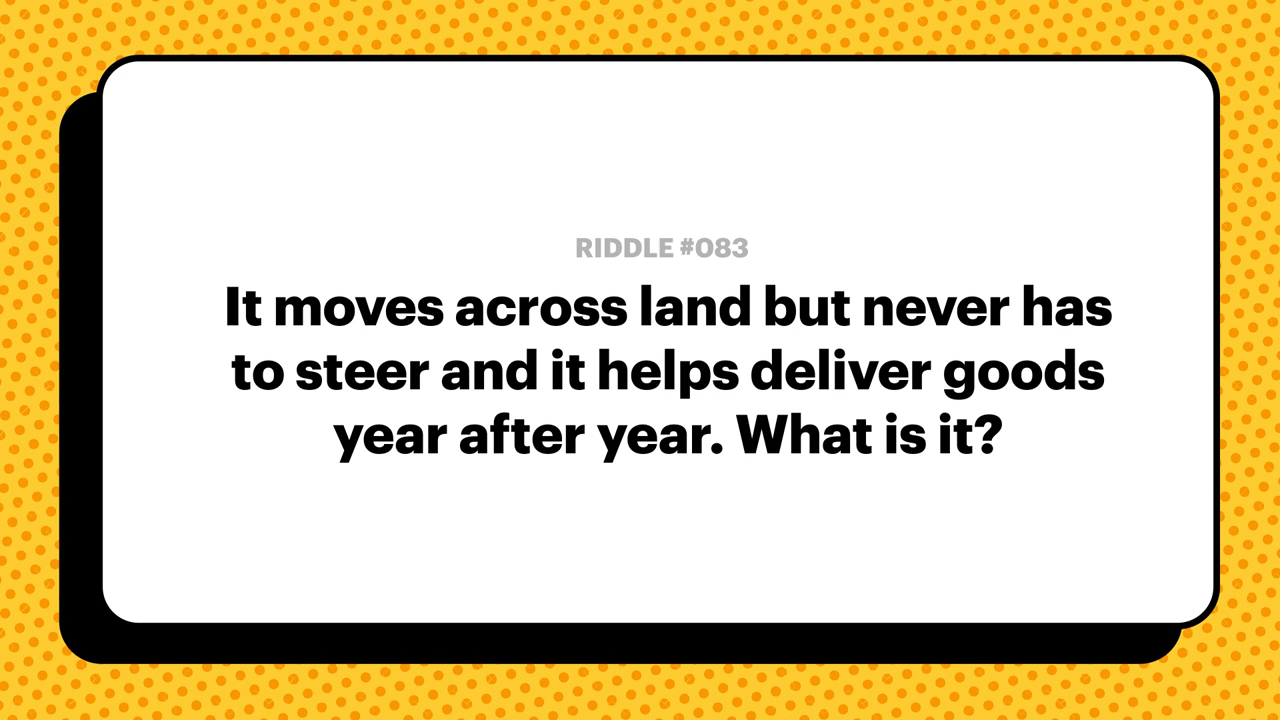 RIDDLE #083
It moves across land but never has
to steer and it helps deliver goods
year after year. What is it?